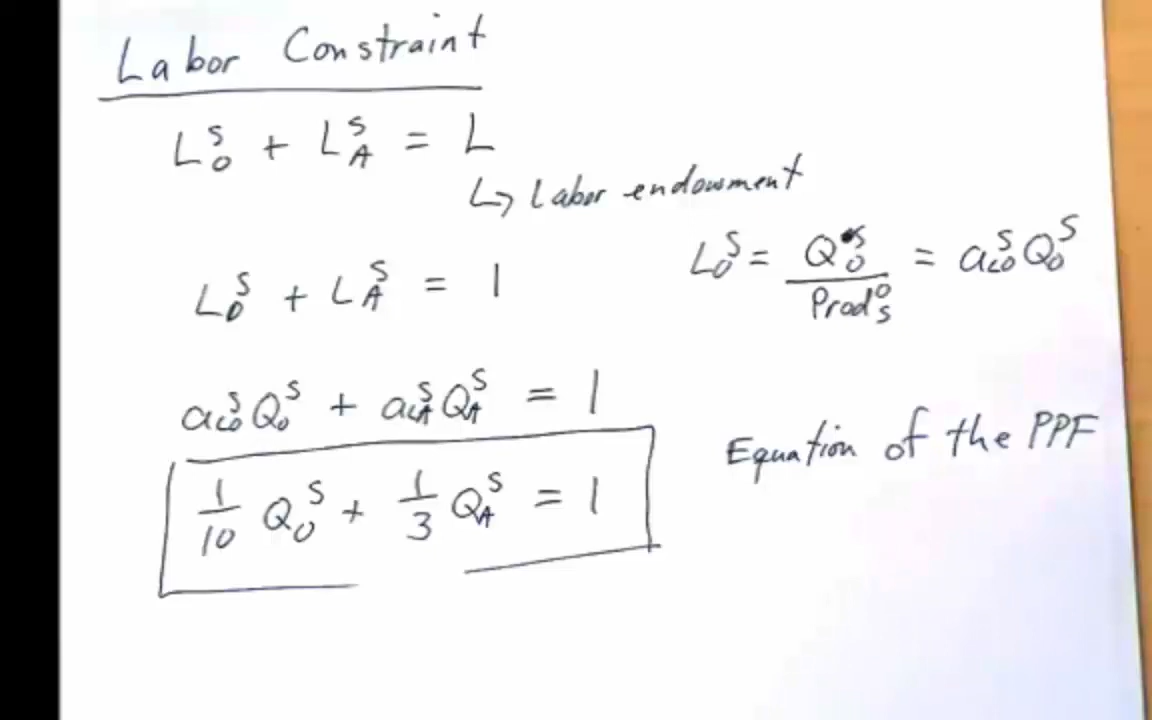 Labor Constraint
L_O^S + L_A^S = L
↳ Labor endowment
L_O^S + L_A^S = 1
L_O^S = Q_O^S / Prod_S^O = a_LO^S Q_O^S
a_LO^S Q_O^S + a_LA^S Q_A^S = 1
Equation of the PPF
1/10 Q_O^S + 1/3 Q_A^S = 1